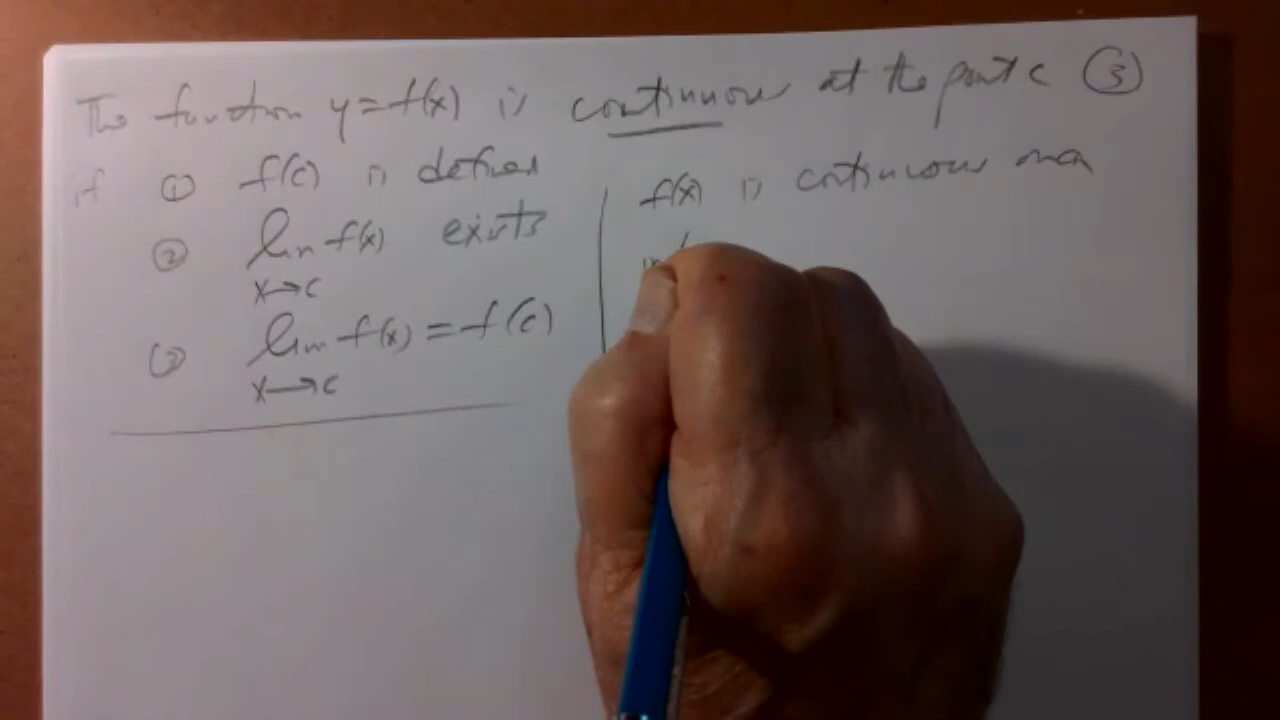 The function y=f(x) is continuous at the point c ③
if ① f(c) is defined
② lim f(x) exists
x→c
③ lim f(x) = f(c)
x→c
f(x) is continuous on a